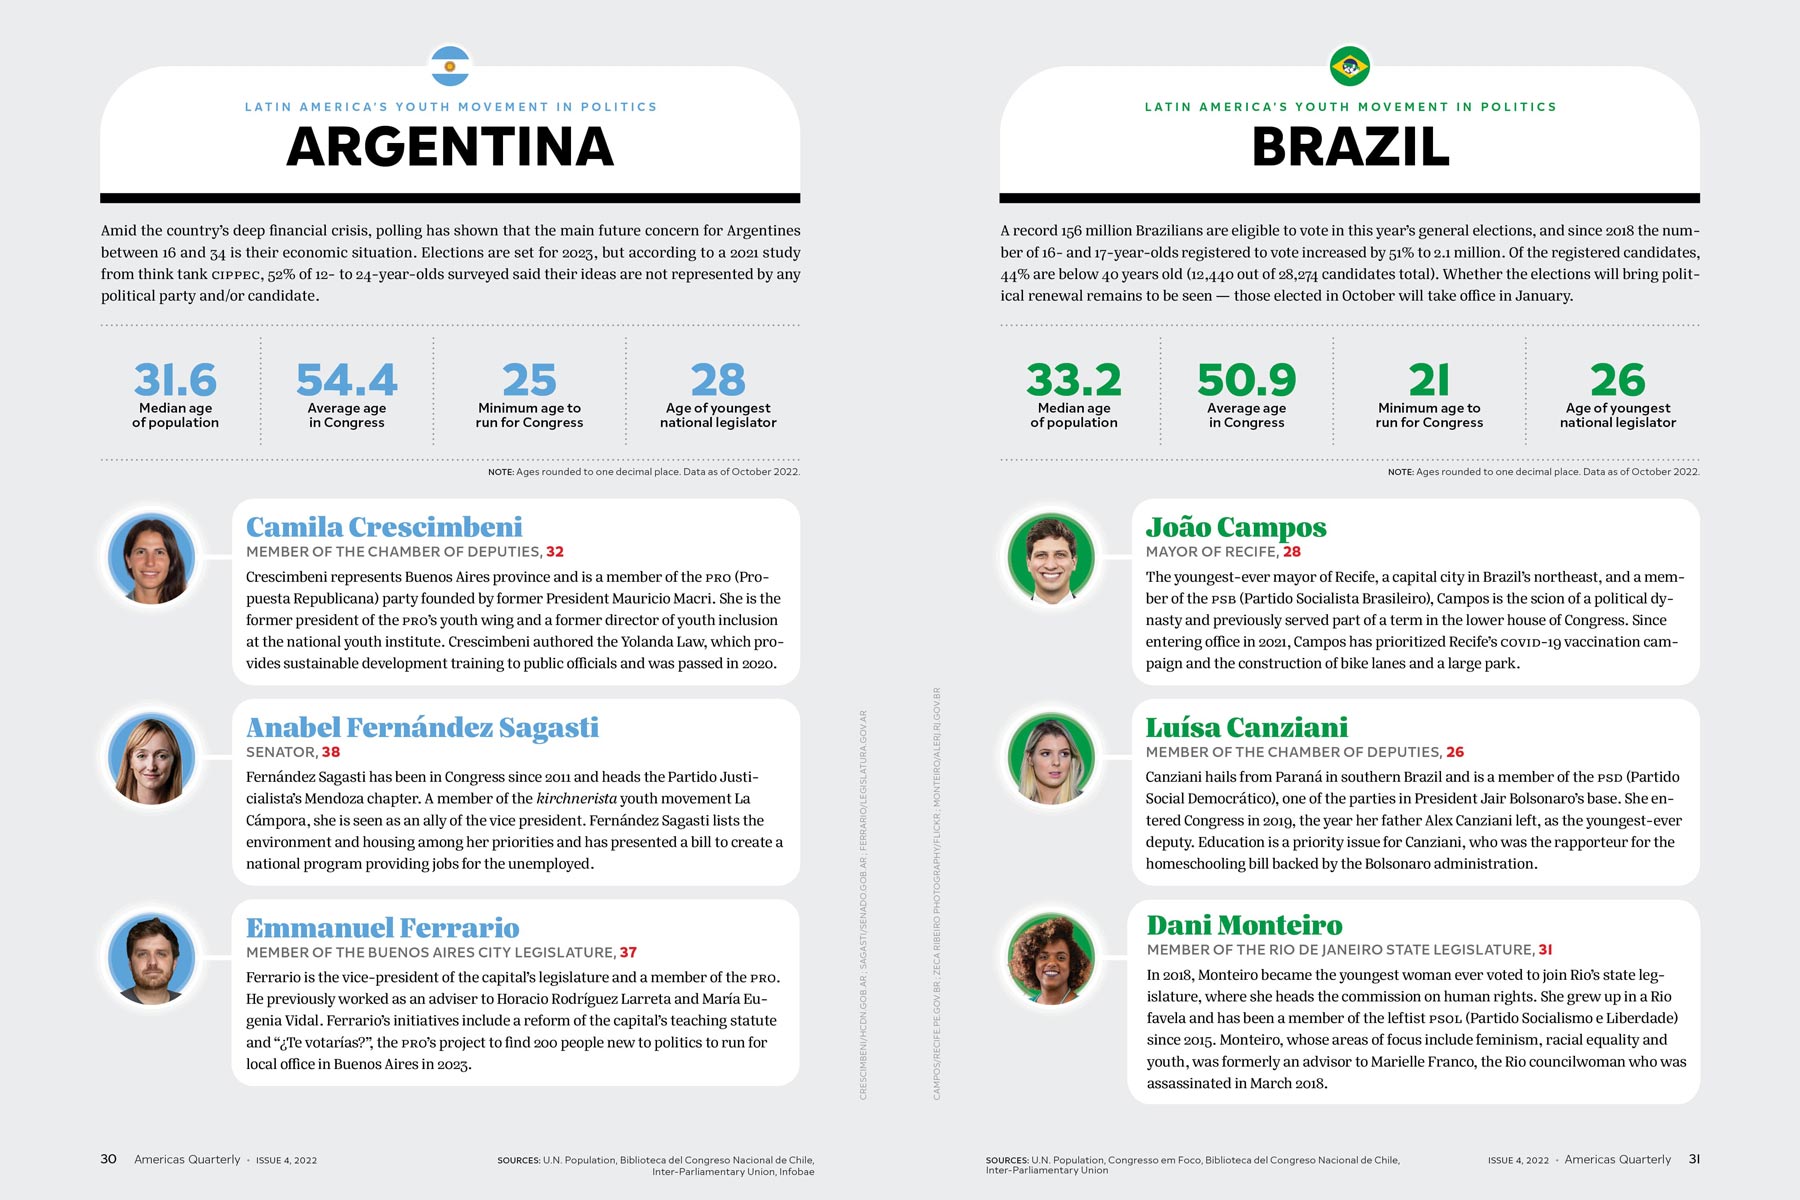 LATIN AMERICA'S YOUTH MOVEMENT IN POLITICS
ARGENTINA
Amid the country's deep financial crisis, polling has shown that the main future concern for Argentines
between 16 and 34 is their economic situation. Elections are set for 2023, but according to a 2021 study
from think tank CIPPEC, 52% of 12- to 24-year-olds surveyed said their ideas are not represented by any
political party and/or candidate.
31.6
Median age
of population
54.4
Average age
in Congress
25
Minimum age to
run for Congress
28
Age of youngest
national legislator
NOTE: Ages rounded to one decimal place. Data as of October 2022.
Camila Crescimbeni
MEMBER OF THE CHAMBER OF DEPUTIES, 32
Crescimbeni represents Buenos Aires province and is a member of the PRO (Pro-
puesta Republicana) party founded by former President Mauricio Macri. She is the
former president of the PRO's youth wing and a former director of youth inclusion
at the national youth institute. Crescimbeni authored the Yolanda Law, which pro-
vides sustainable development training to public officials and was passed in 2020.
Anabel Fernández Sagasti
SENATOR, 38
Fernández Sagasti has been in Congress since 2011 and heads the Partido Justi-
cialista's Mendoza chapter. A member of the kirchnerista youth movement La
Cámpora, she is seen as an ally of the vice president. Fernández Sagasti lists the
environment and housing among her priorities and has presented a bill to create a
national program providing jobs for the unemployed.
Emmanuel Ferrario
MEMBER OF THE BUENOS AIRES CITY LEGISLATURE, 37
Ferrario is the vice-president of the capital's legislature and a member of the PRO.
He previously worked as an adviser to Horacio Rodríguez Larreta and María Eu-
genia Vidal. Ferrario's initiatives include a reform of the capital's teaching statute
and “¿Te votarías?”, the PRO's project to find 200 people new to politics to run for
local office in Buenos Aires in 2023.
CRESCIMBENI/HCDN.GOB.AR; SAGASTI/SENADO.GOB.AR; FERRARIO/LEGISLATURA.GOV.AR
30 Americas Quarterly • ISSUE 4, 2022
SOURCES: U.N. Population, Biblioteca del Congreso Nacional de Chile,
Inter-Parliamentary Union, Infobae
LATIN AMERICA'S YOUTH MOVEMENT IN POLITICS
BRAZIL
A record 156 million Brazilians are eligible to vote in this year's general elections, and since 2018 the num-
ber of 16- and 17-year-olds registered to vote increased by 51% to 2.1 million. Of the registered candidates,
44% are below 40 years old (12,440 out of 28,274 candidates total). Whether the elections will bring polit-
ical renewal remains to be seen — those elected in October will take office in January.
33.2
Median age
of population
50.9
Average age
in Congress
21
Minimum age to
run for Congress
26
Age of youngest
national legislator
NOTE: Ages rounded to one decimal place. Data as of October 2022.
João Campos
MAYOR OF RECIFE, 28
The youngest-ever mayor of Recife, a capital city in Brazil's northeast, and a mem-
ber of the PSB (Partido Socialista Brasileiro), Campos is the scion of a political dy-
nasty and previously served part of a term in the lower house of Congress. Since
entering office in 2021, Campos has prioritized Recife's COVID-19 vaccination cam-
paign and the construction of bike lanes and a large park.
Luísa Canziani
MEMBER OF THE CHAMBER OF DEPUTIES, 26
Canziani hails from Paraná in southern Brazil and is a member of the PSD (Partido
Social Democrático), one of the parties in President Jair Bolsonaro's base. She en-
tered Congress in 2019, the year her father Alex Canziani left, as the youngest-ever
deputy. Education is a priority issue for Canziani, who was the rapporteur for the
homeschooling bill backed by the Bolsonaro administration.
Dani Monteiro
MEMBER OF THE RIO DE JANEIRO STATE LEGISLATURE, 31
In 2018, Monteiro became the youngest woman ever voted to join Rio's state leg-
islature, where she heads the commission on human rights. She grew up in a Rio
favela and has been a member of the leftist PSOL (Partido Socialismo e Liberdade)
since 2015. Monteiro, whose areas of focus include feminism, racial equality and
youth, was formerly an advisor to Marielle Franco, the Rio councilwoman who was
assassinated in March 2018.
CAMPOS/RECIFE.PE.GOV.BR; ZECA RIBEIRO PHOTOGRAPHY/FLICKR; MONTEIRO/ALERJ.RJ.GOV.BR
SOURCES: U.N. Population, Congresso em Foco, Biblioteca del Congreso Nacional de Chile,
Inter-Parliamentary Union
ISSUE 4, 2022 • Americas Quarterly 31